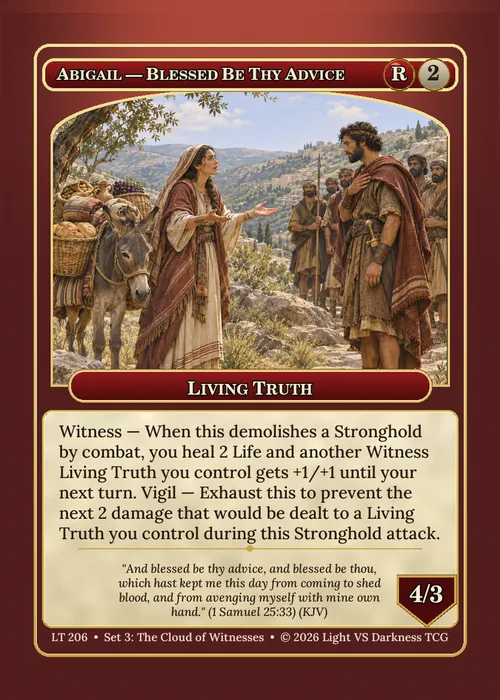 Abigail — Blessed Be Thy Advice R 2
Living Truth
Witness — When this demolishes a Stronghold
by combat, you heal 2 Life and another Witness
Living Truth you control gets +1/+1 until your
next turn. Vigil — Exhaust this to prevent the
next 2 damage that would be dealt to a Living
Truth you control during this Stronghold attack.
"And blessed be thy advice, and blessed be thou,
which hast kept me this day from coming to shed
blood, and from avenging myself with mine own
hand." (1 Samuel 25:33) (KJV)
4/3
LT 206 • Set 3: The Cloud of Witnesses • © 2026 Light VS Darkness TCG